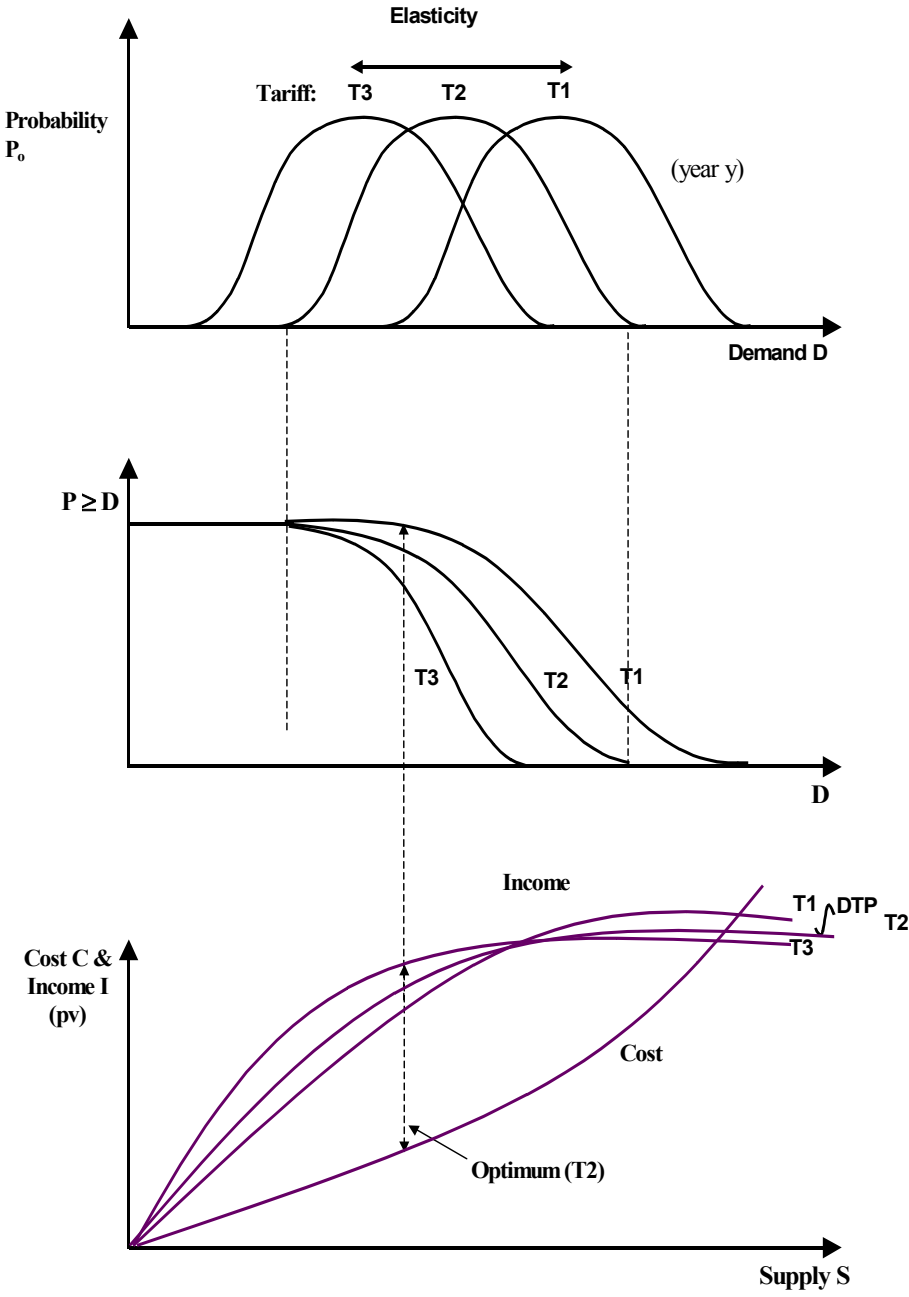 Elasticity
Tariff: T3 T2 T1
Probability
Po
(year y)
Demand D
P ≥ D
T3 T2 T1
D
Income
T1 DTP T2
T3
Cost C &
Income I
(pv)
Cost
Optimum (T2)
Supply S